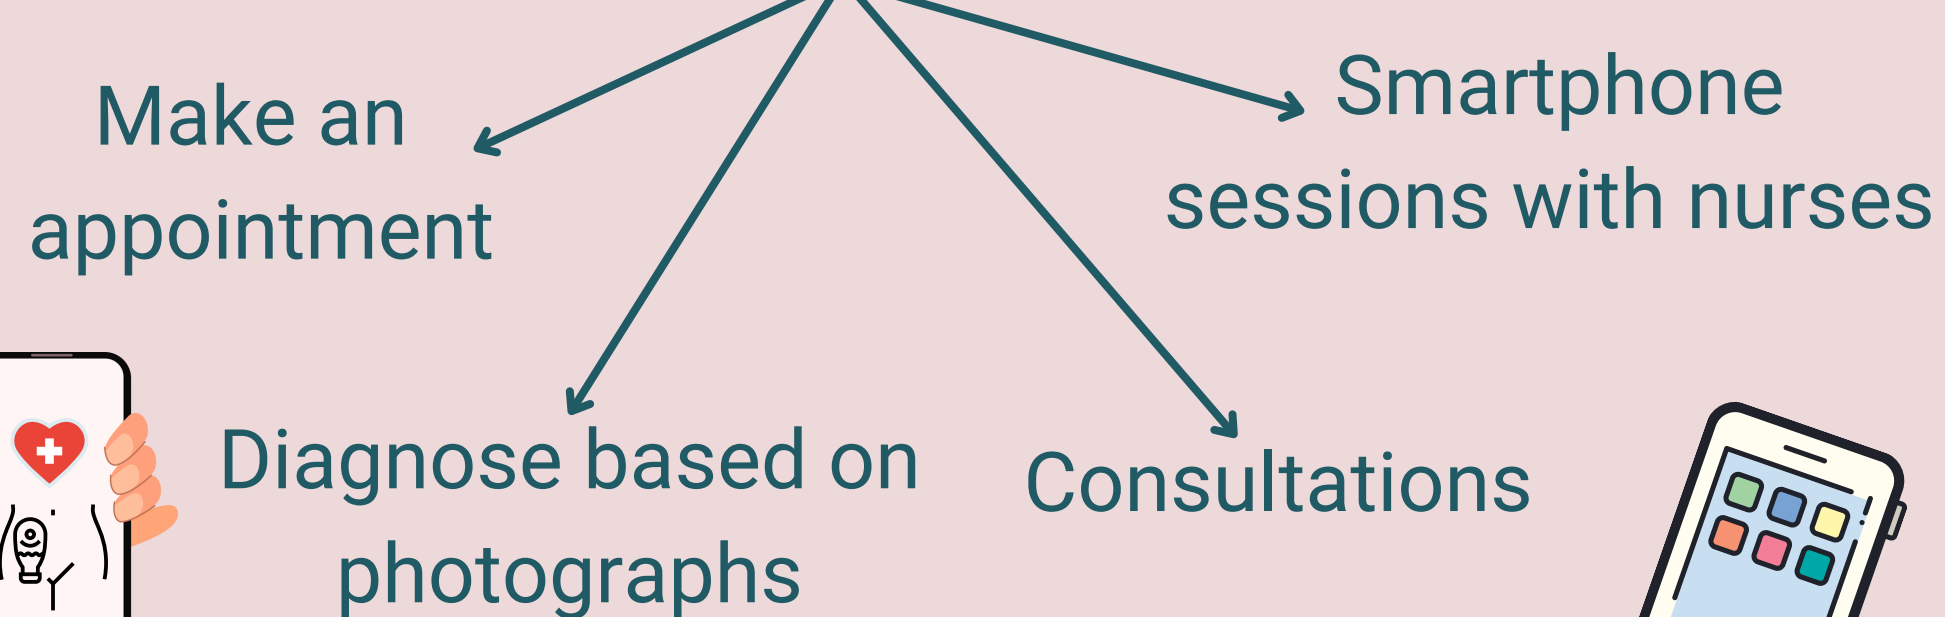 Make an
appointment
Smartphone
sessions with nurses
Diagnose based on
photographs
Consultations